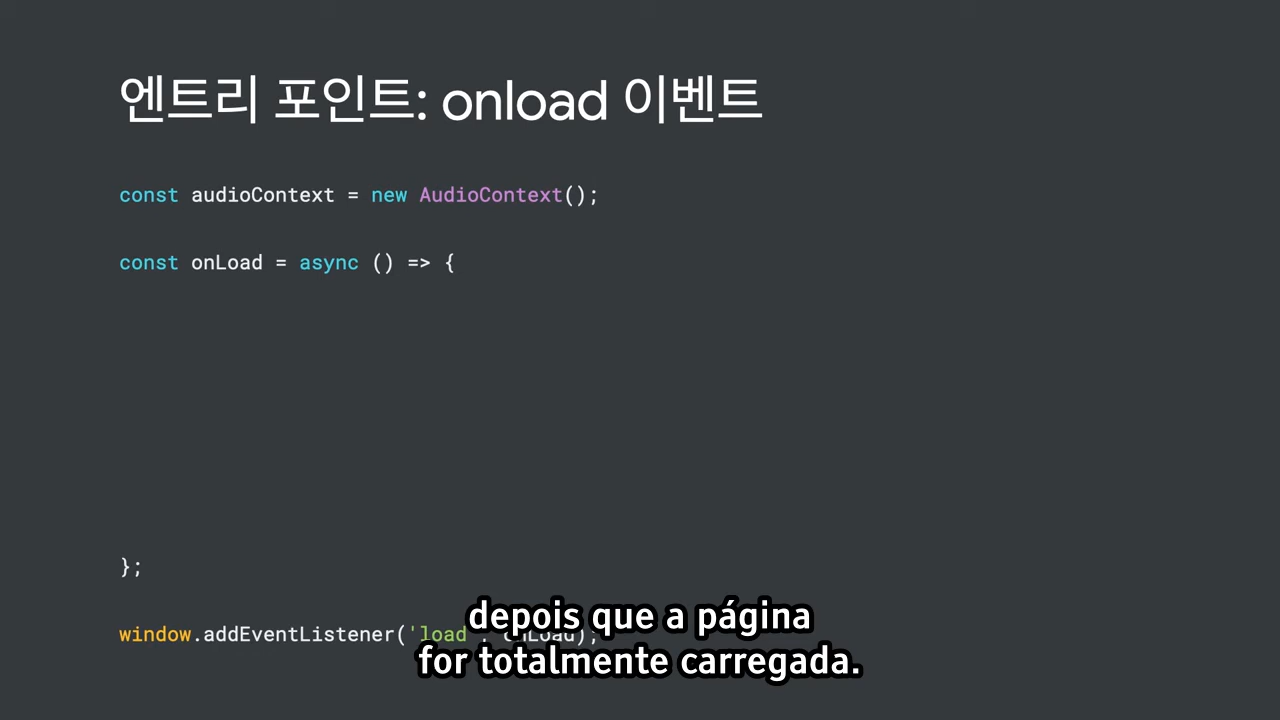 엔트리 포인트: onload 이벤트
const audioContext = new AudioContext();
const onLoad = async () => {
};
window.addEventListener('load', onLoad);
depois que a página
for totalmente carregada.